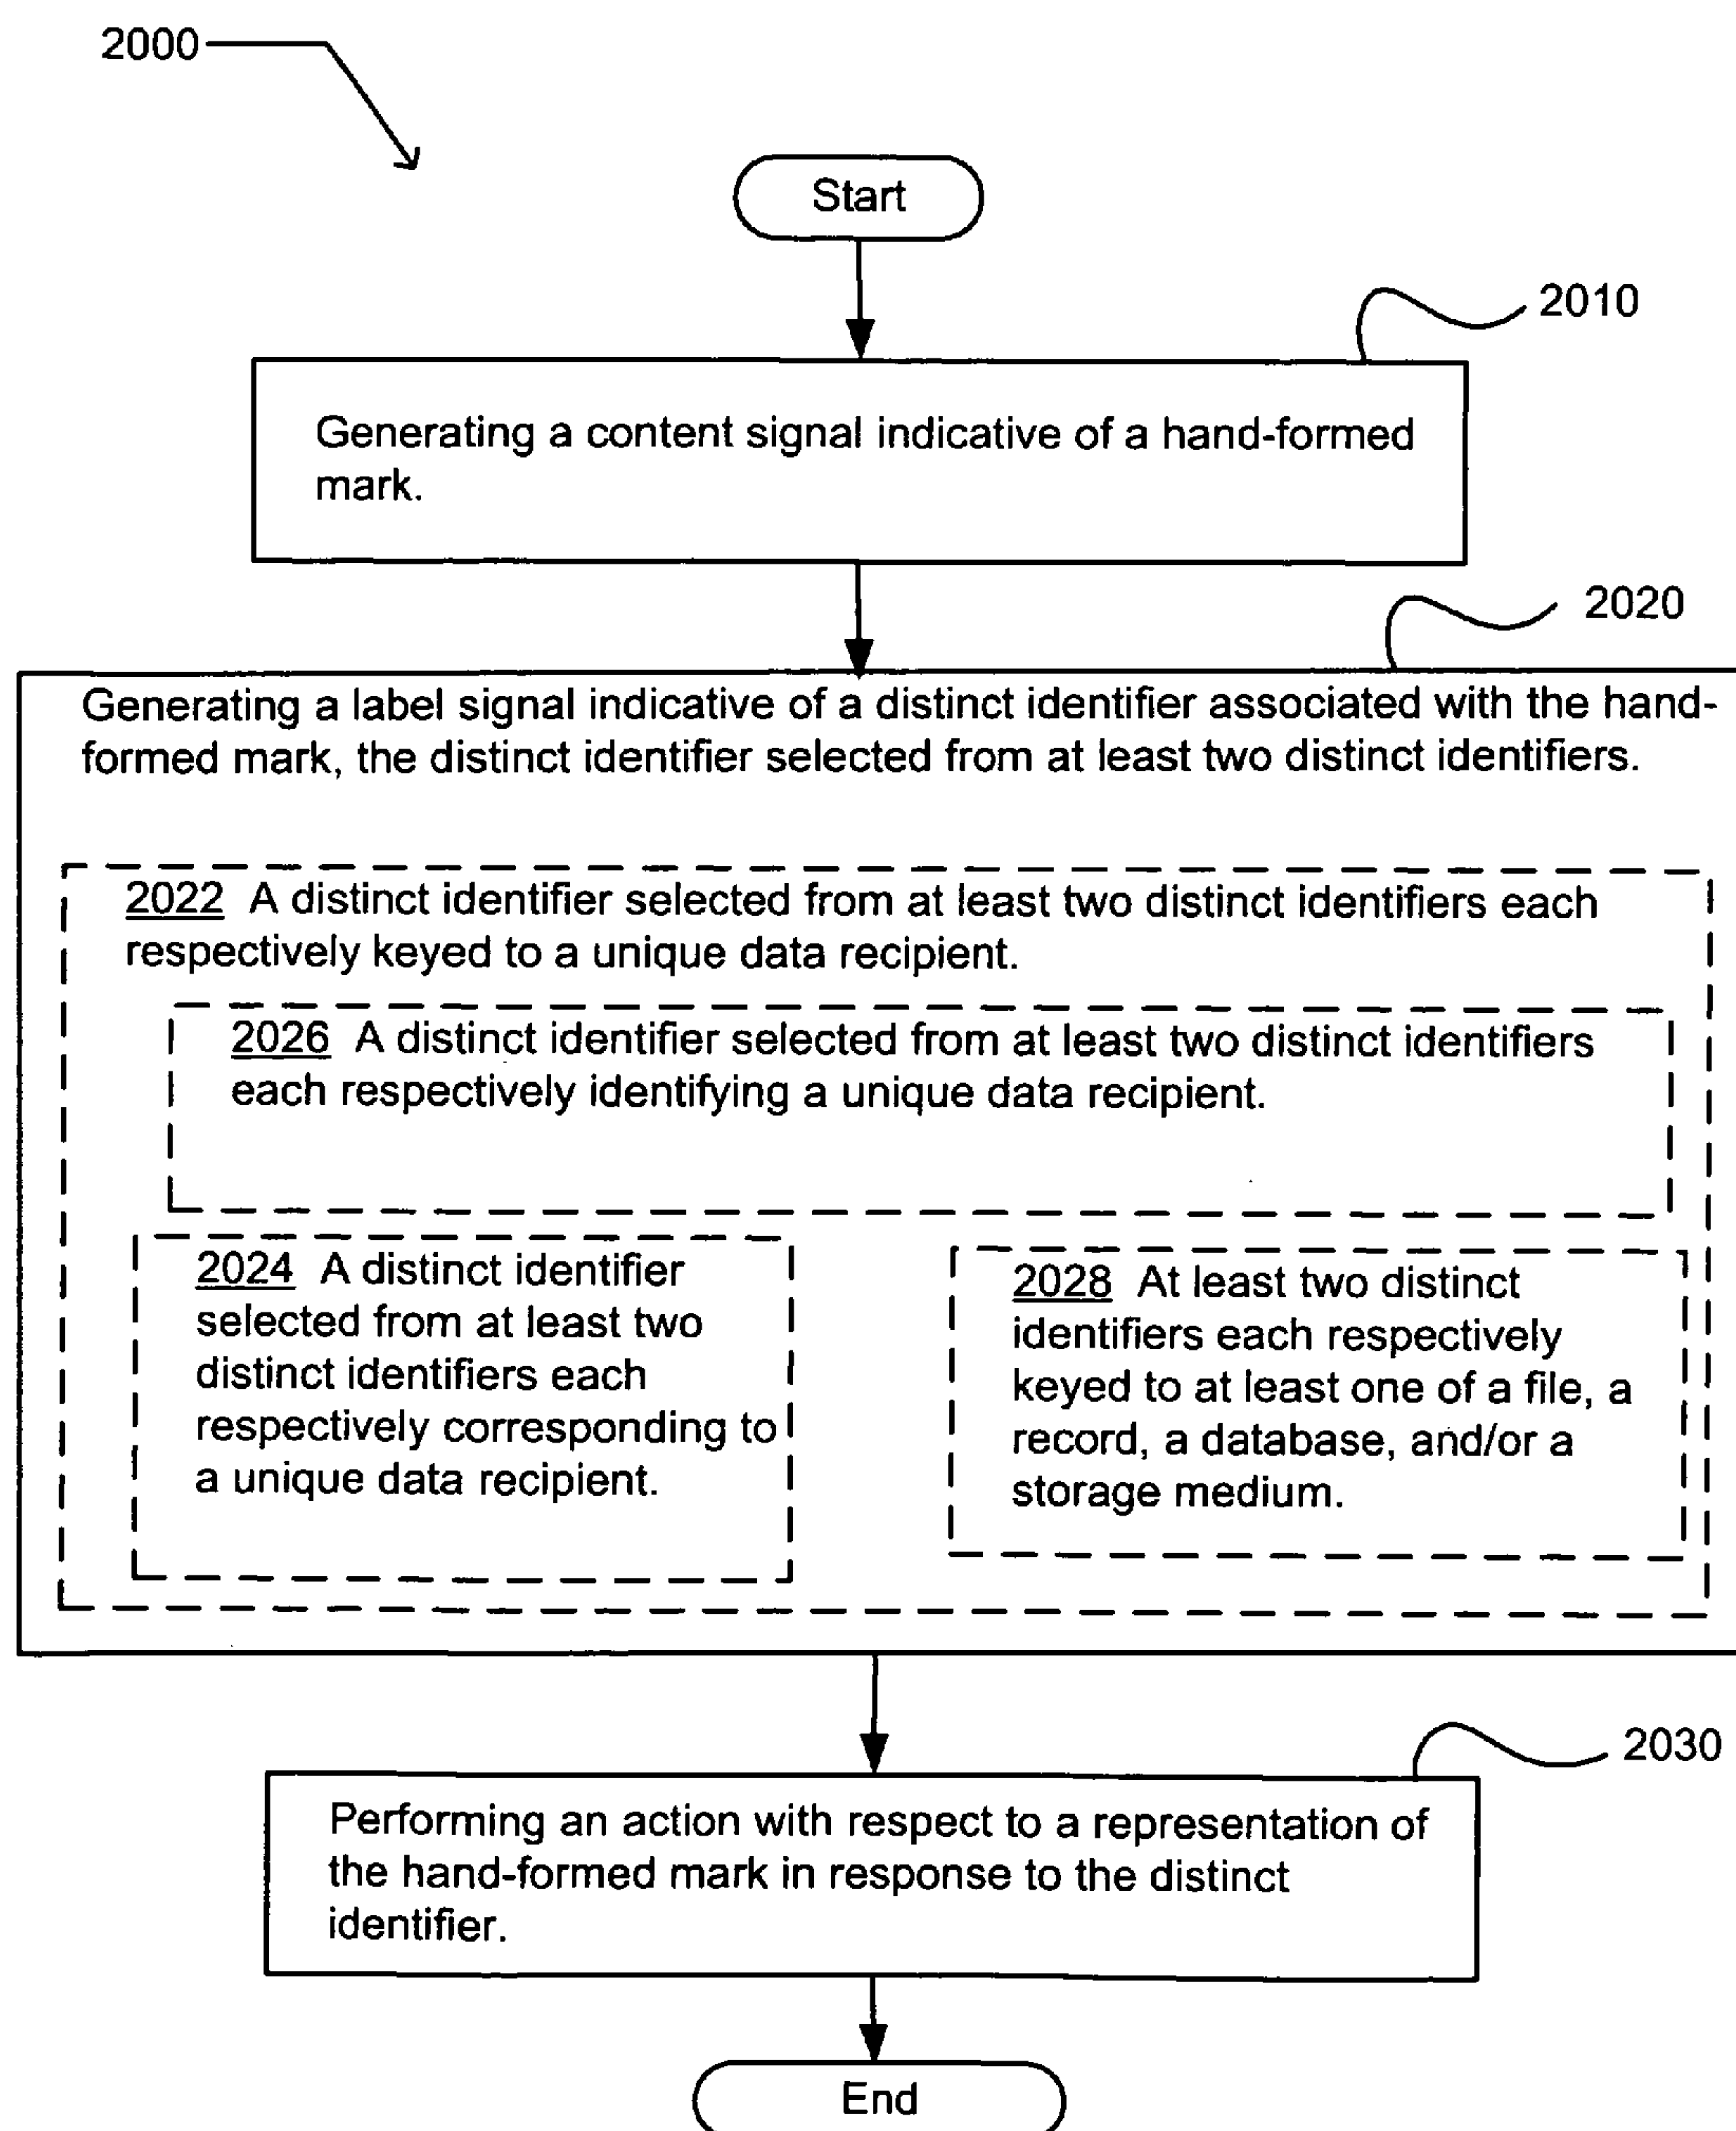 2000
Start
2010
Generating a content signal indicative of a hand-formed
mark.
2020
Generating a label signal indicative of a distinct identifier associated with the hand-
formed mark, the distinct identifier selected from at least two distinct identifiers.
2022 A distinct identifier selected from at least two distinct identifiers each
respectively keyed to a unique data recipient.
2026 A distinct identifier selected from at least two distinct identifiers
each respectively identifying a unique data recipient.
2024 A distinct identifier
selected from at least two
distinct identifiers each
respectively corresponding to
a unique data recipient.
2028 At least two distinct
identifiers each respectively
keyed to at least one of a file, a
record, a database, and/or a
storage medium.
2030
Performing an action with respect to a representation of
the hand-formed mark in response to the distinct
identifier.
End